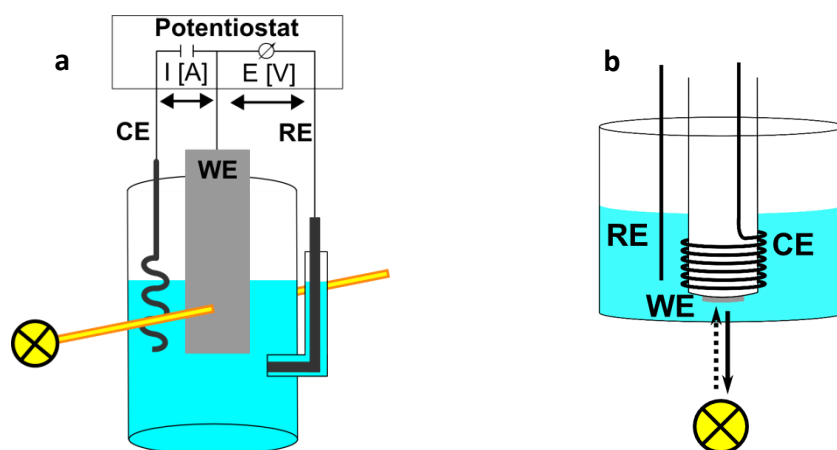 Potentiostat
a
I [A]
E [V]
CE
RE
WE
b
RE
CE
WE